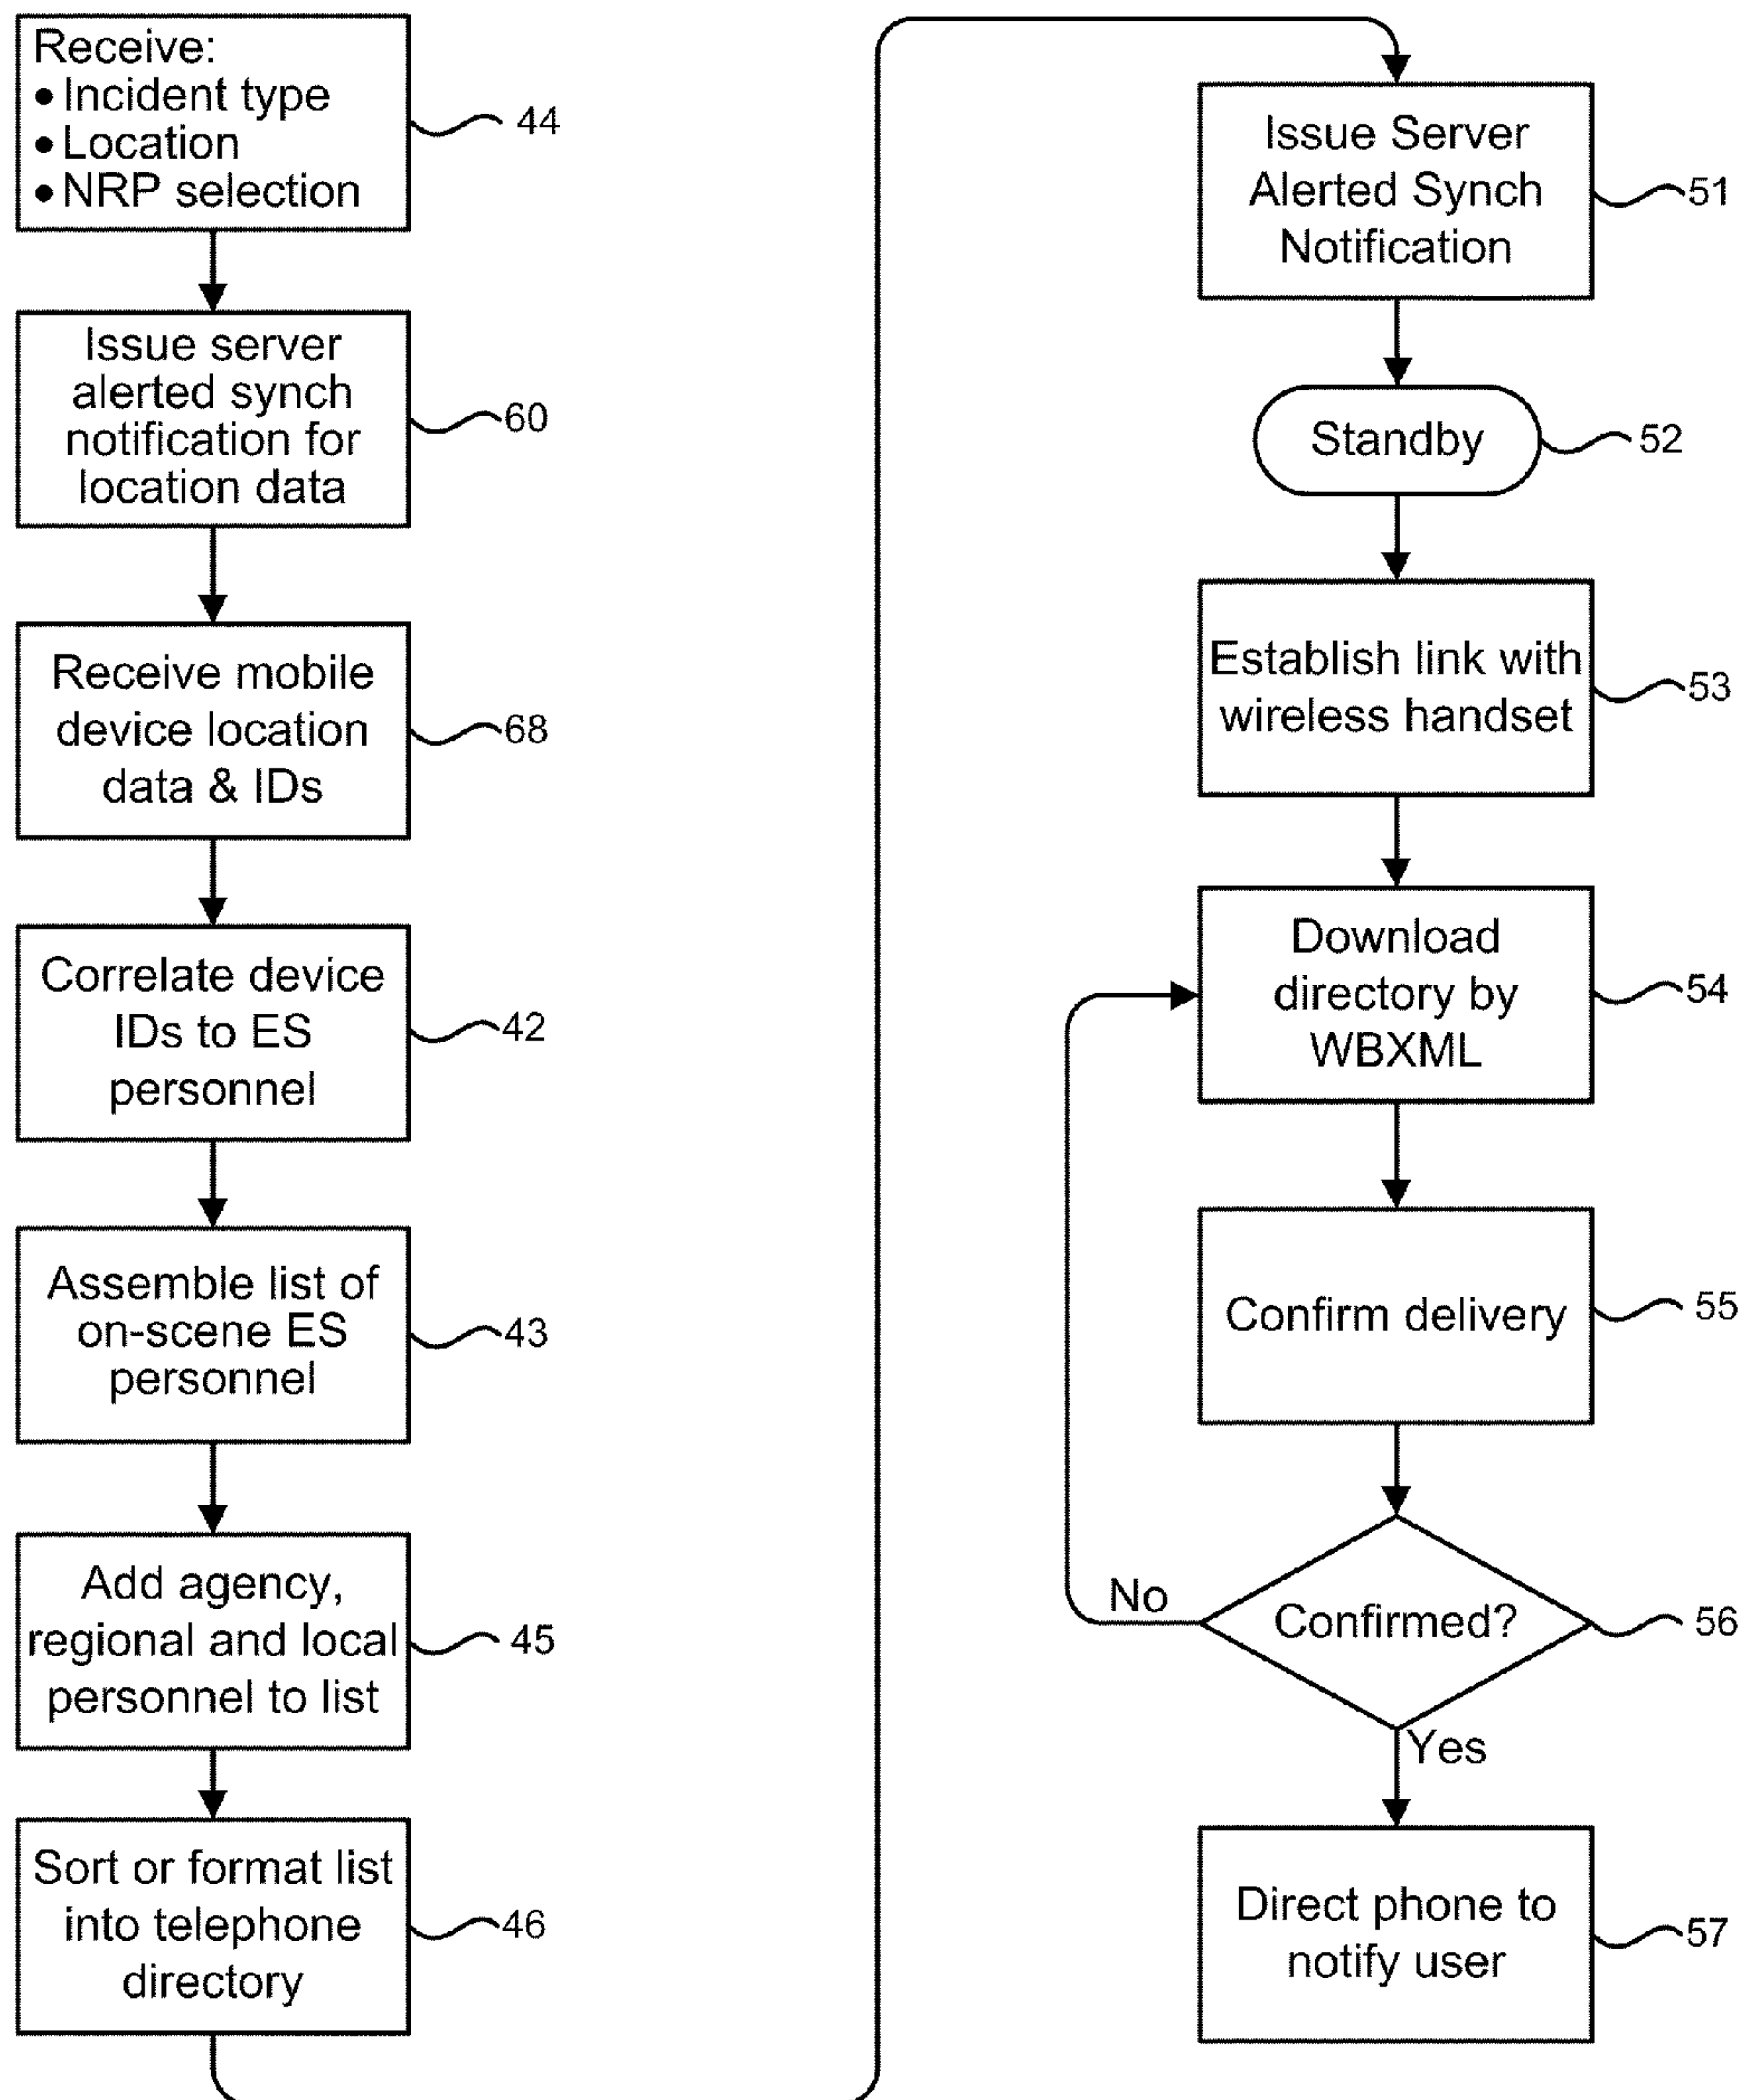 Receive:
• Incident type
• Location
• NRP selection
44
Issue server
alerted synch
notification for
location data
60
Receive mobile
device location
data & IDs
68
Correlate device
IDs to ES
personnel
42
Assemble list of
on-scene ES
personnel
43
Add agency,
regional and local
personnel to list
45
Sort or format list
into telephone
directory
46
Issue Server
Alerted Synch
Notification
51
Standby
52
Establish link with
wireless handset
53
Download
directory by
WBXML
54
Confirm delivery
55
No
Confirmed?
56
Yes
Direct phone to
notify user
57